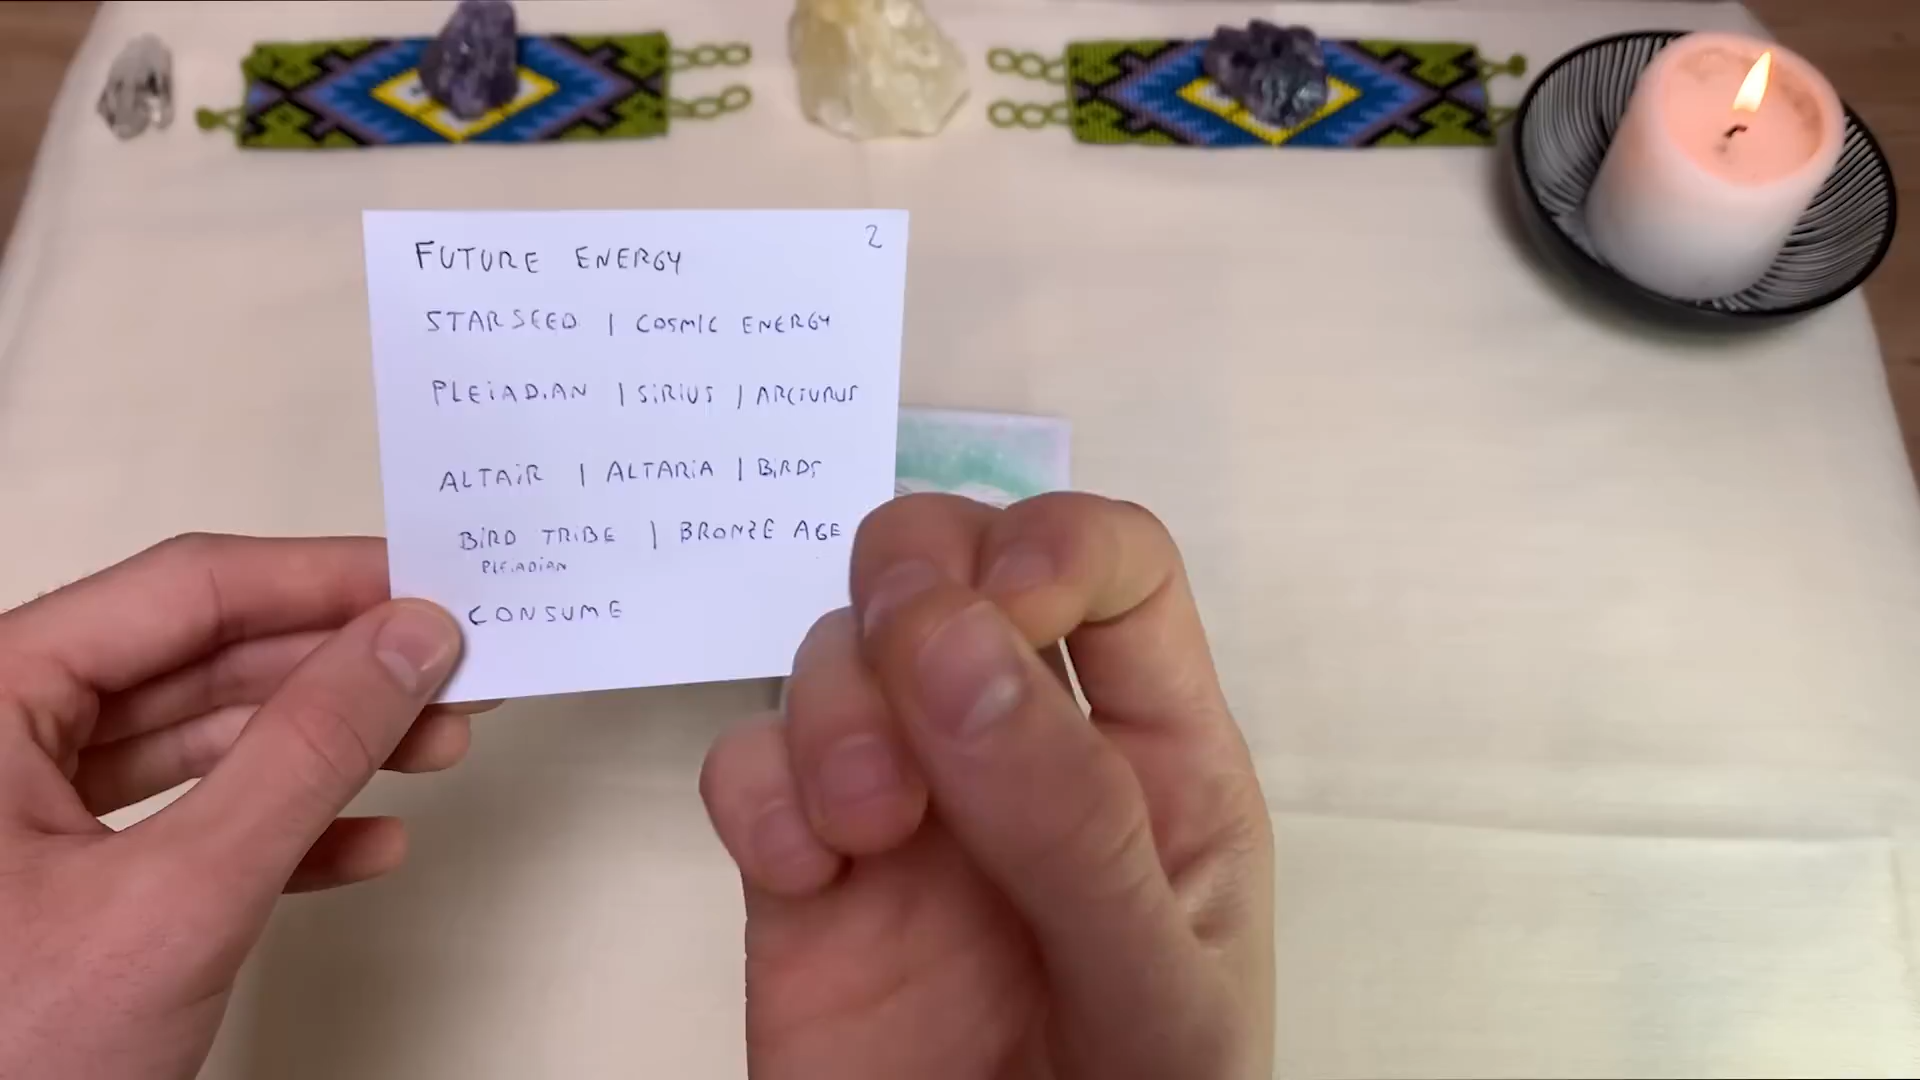 2
FUTURE ENERGY
STARSEED | COSMIC ENERGY
PLEIADIAN | SIRIUS | ARCTURUS
ALTAIR | ALTARIA | BIRDS
BIRD TRIBE | BRONZE AGE
PLEIADIAN
CONSUME